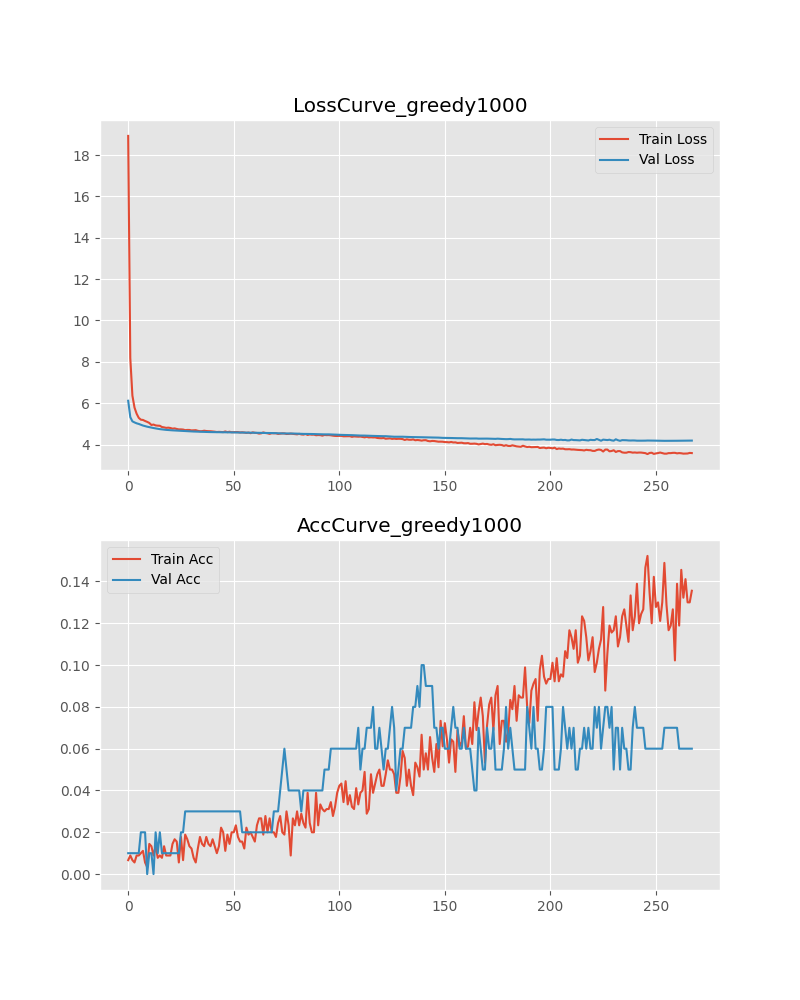 LossCurve_greedy1000
Train Loss
Val Loss
18
16
14
12
10
8
6
4
0 50 100 150 200 250
AccCurve_greedy1000
Train Acc
Val Acc
0.14
0.12
0.10
0.08
0.06
0.04
0.02
0.00
0 50 100 150 200 250